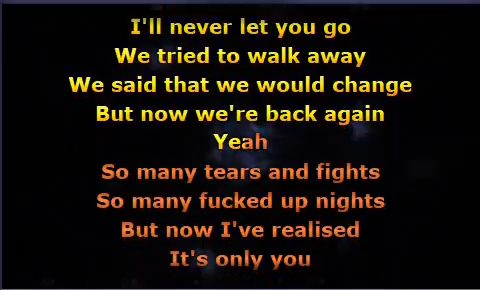 I'll never let you go
We tried to walk away
We said that we would change
But now we're back again
Yeah
So many tears and fights
So many fucked up nights
But now I've realised
It's only you